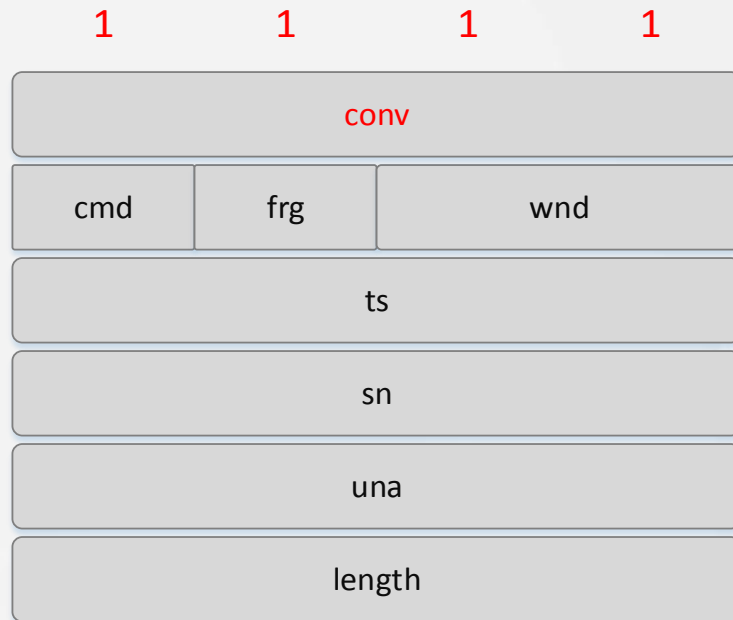 1 1 1 1
conv
cmd frg wnd
ts
sn
una
length